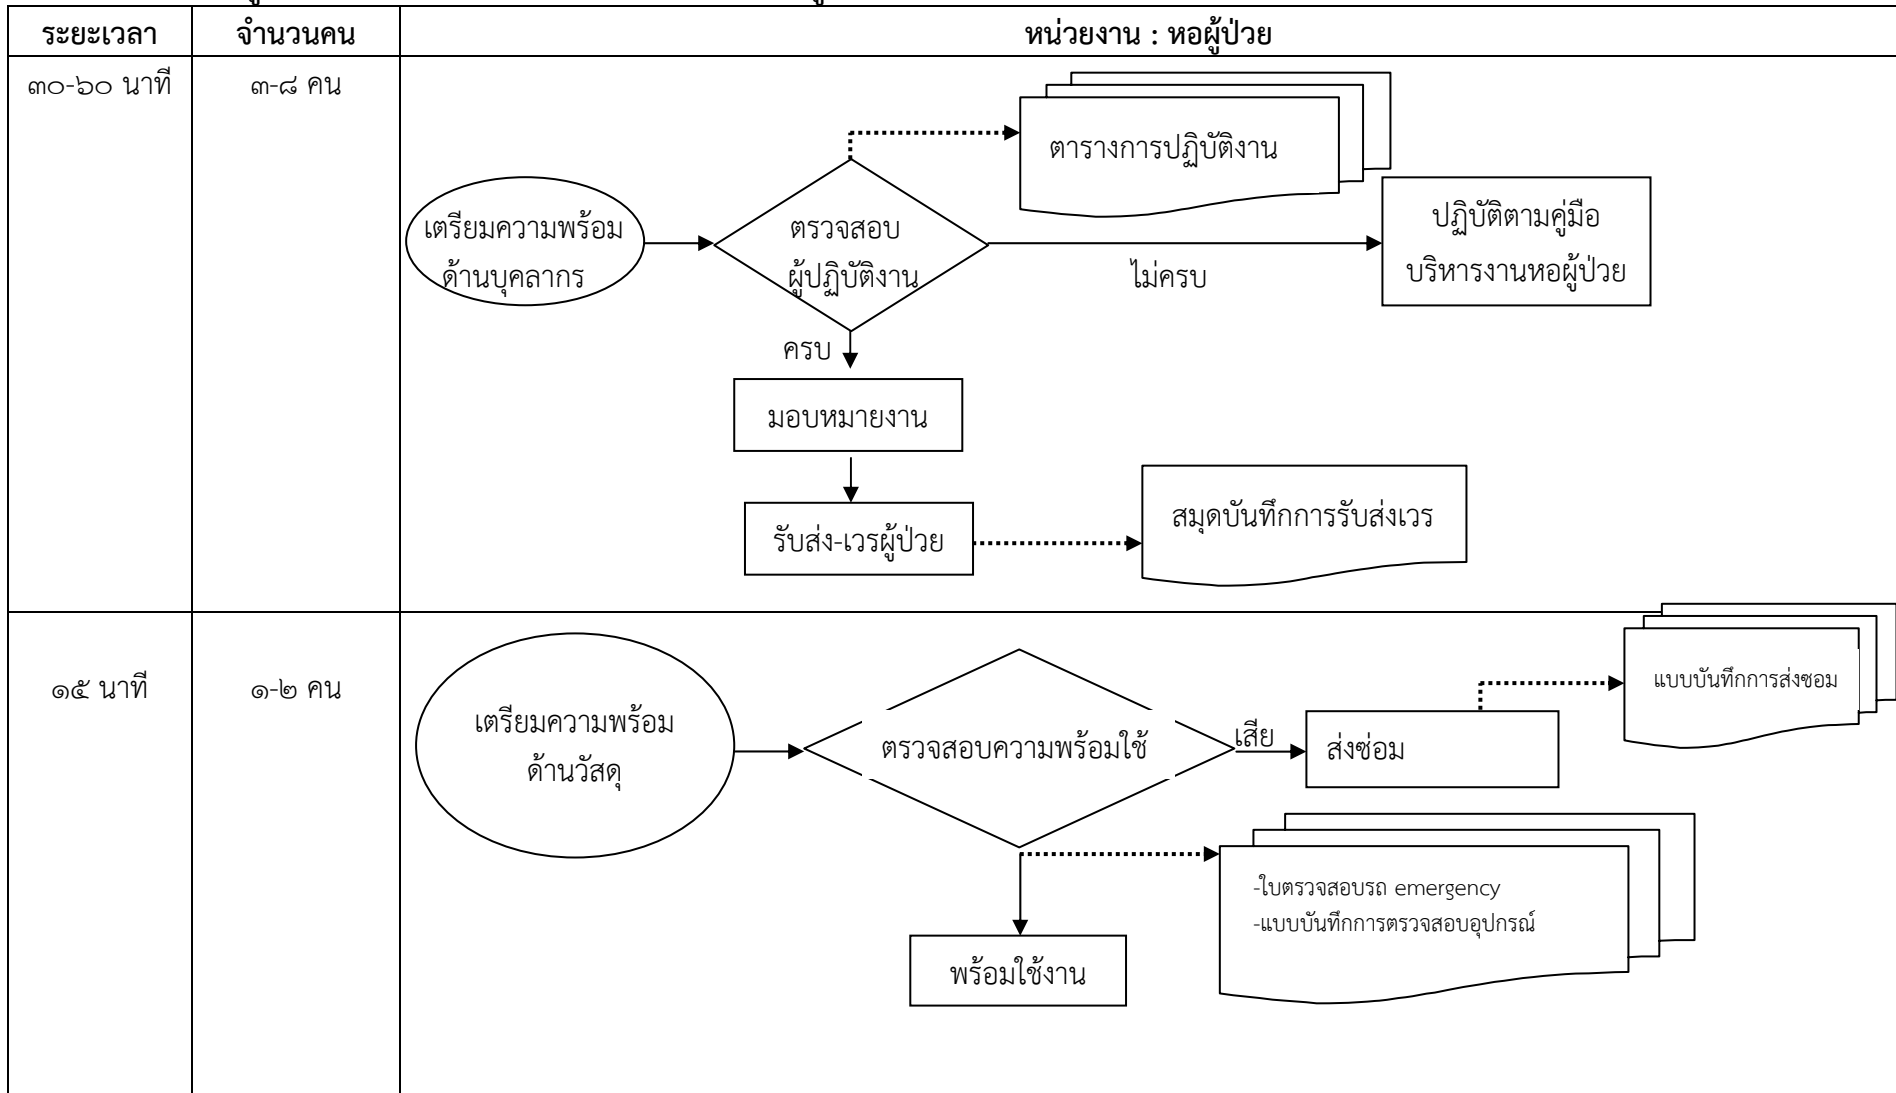 ระยะเวลา
จำนวนคน
หน่วยงาน : หอผู้ป่วย
๓๐-๖๐ นาที
๓-๘ คน
ตารางการปฏิบัติงาน
เตรียมความพร้อม
ด้านบุคลากร
ตรวจสอบ
ผู้ปฏิบัติงาน
ไม่ครบ
ปฏิบัติตามคู่มือ
บริหารงานหอผู้ป่วย
ครบ
มอบหมายงาน
รับส่ง-เวรผู้ป่วย
สมุดบันทึกการรับส่งเวร
๑๕ นาที
๑-๒ คน
เตรียมความพร้อม
ด้านวัสดุ
ตรวจสอบความพร้อมใช้
เสีย
ส่งซ่อม
แบบบันทึกการส่งซอม
-ใบตรวจสอบรถ emergency
-แบบบันทึกการตรวจสอบอุปกรณ์
พร้อมใช้งาน